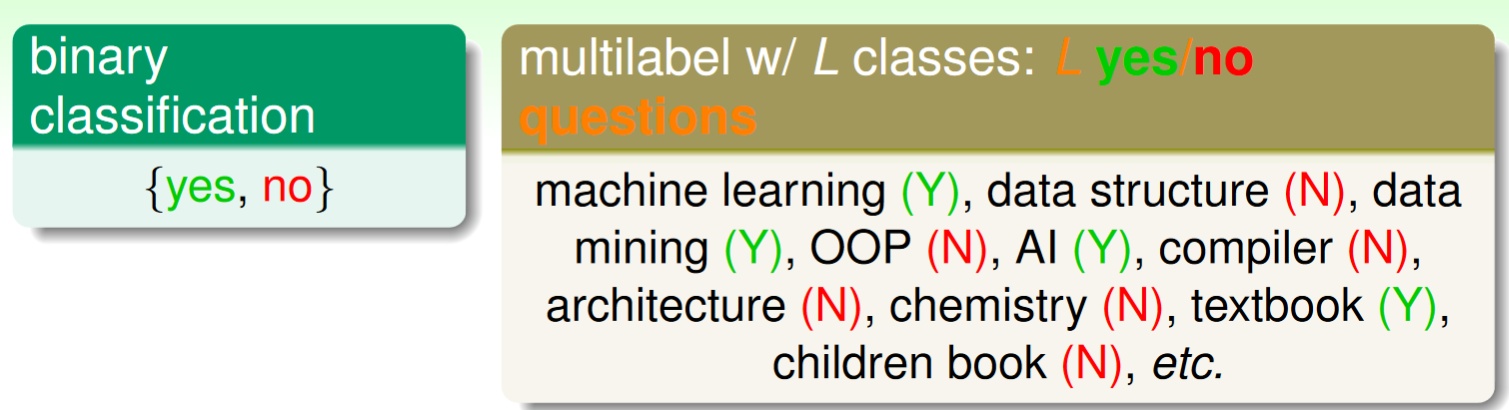 binary
classification
{yes, no}
multilabel w/ L classes: L yes/no
questions
machine learning (Y), data structure (N), data
mining (Y), OOP (N), AI (Y), compiler (N),
architecture (N), chemistry (N), textbook (Y),
children book (N), etc.